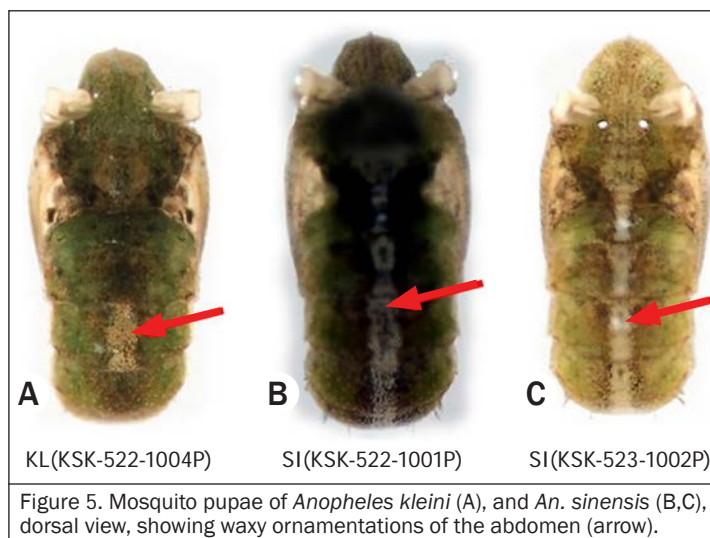 A
B
C
KL(KSK-522-1004P)
SI(KSK-522-1001P)
SI(KSK-523-1002P)
Figure 5. Mosquito pupae of Anopheles kleini (A), and An. sinensis (B,C),
dorsal view, showing waxy ornamentations of the abdomen (arrow).